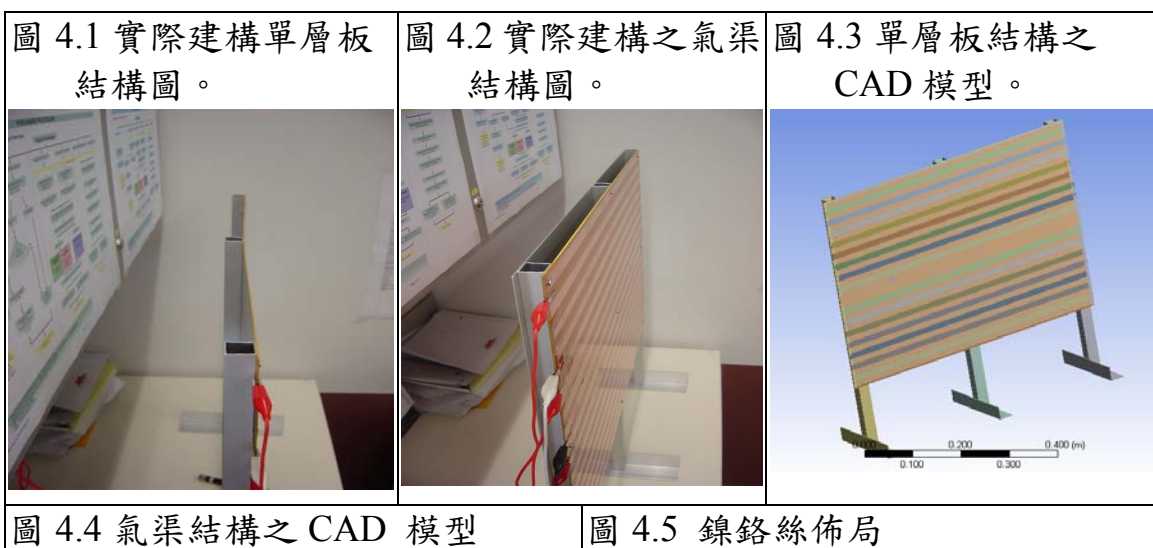 圖 4.1 實際建構單層板
結構圖。
圖 4.2 實際建構之氣渠
結構圖。
圖 4.3 單層板結構之
CAD 模型。
0.000
0.200
0.400 (m)
0.100
0.300
圖 4.4 氣渠結構之 CAD 模型
圖 4.5 鎳鉻絲佈局